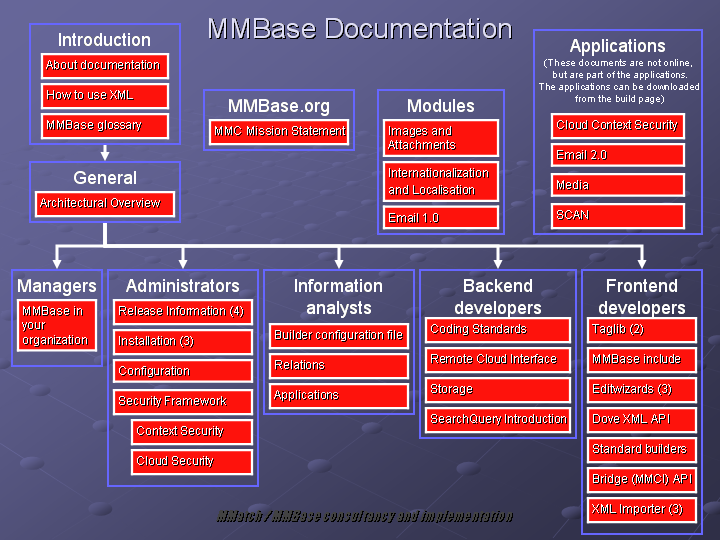 MMBase Documentation
Introduction
About documentation
How to use XML
MMBase glossary
MMBase.org
MMC Mission Statement
Modules
Images and
Attachments
Internationalization
and Localisation
Email 1.0
Applications
(These documents are not online,
but are part of the applications.
The applications can be downloaded
from the build page)
Cloud Context Security
Email 2.0
Media
SCAN
General
Architectural Overview
Managers
MMBase in
your
organization
Administrators
Release Information (4)
Installation (3)
Configuration
Security Framework
Context Security
Cloud Security
Information
analysts
Builder configuration file
Relations
Applications
Backend
developers
Coding Standards
Remote Cloud Interface
Storage
SearchQuery Introduction
Frontend
developers
Taglib (2)
MMBase include
Editwizards (3)
Dove XML API
Standard builders
Bridge (MMCI) API
XML Importer (3)
MMatch / MMBase consultancy and implementation